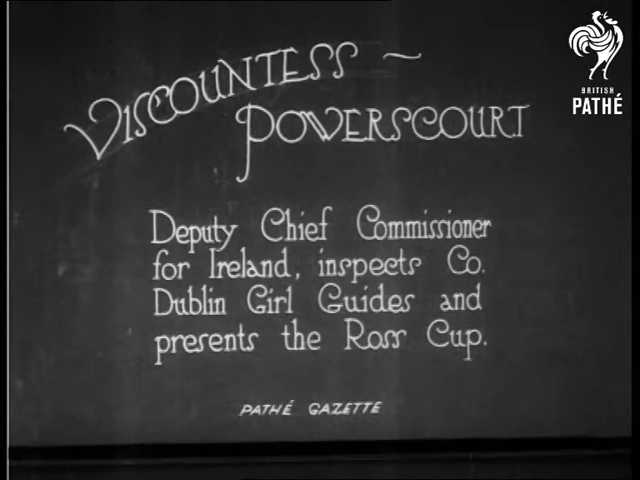 BRITISH
PATHÉ
VISCOUNTESS ~
POWERSCOURT
Deputy Chief Commissioner
for Ireland, inspects Co.
Dublin Girl Guides and
presents the Ross Cup.
PATHÉ GAZETTE